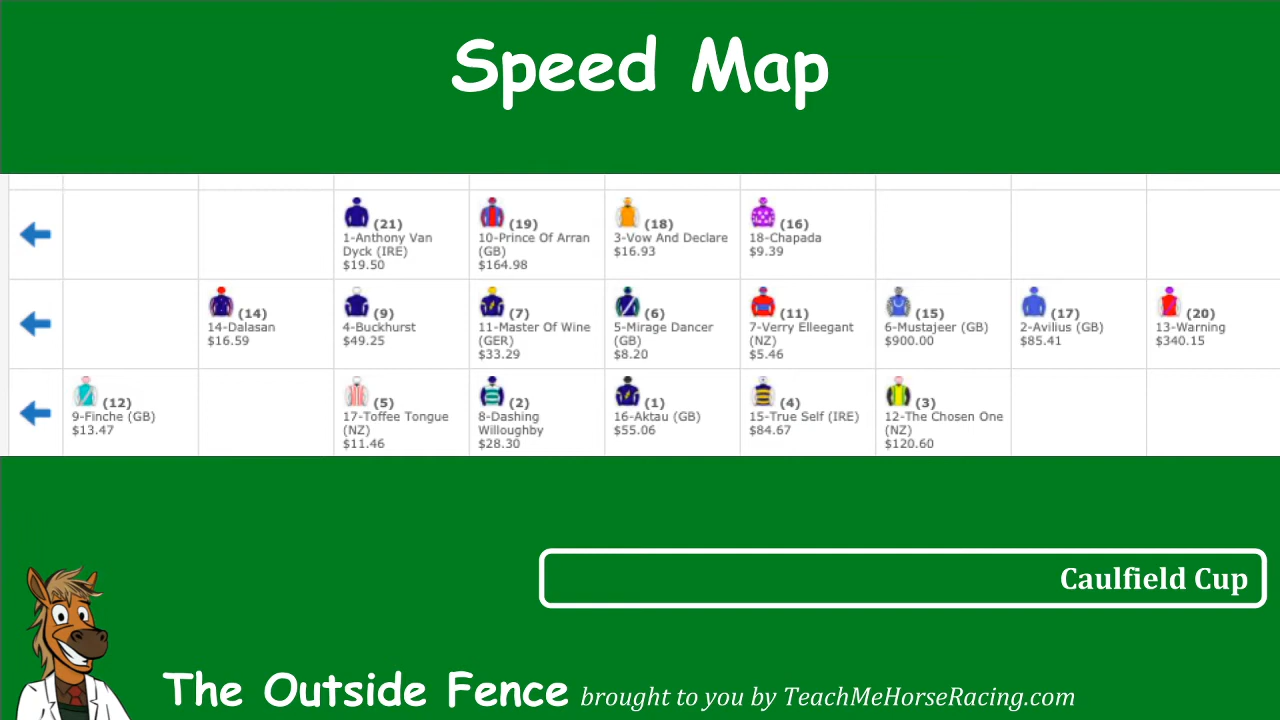 Speed Map
(21)
1-Anthony Van
Dyck (IRE)
$19.50
(19)
10-Prince Of Arran
(GB)
$164.98
(18)
3-Vow And Declare
$16.93
(16)
18-Chapada
$9.39
(14)
14-Dalasan
$16.59
(9)
4-Buckhurst
$49.25
(7)
11-Master Of Wine
(GER)
$33.29
(6)
5-Mirage Dancer
(GB)
$8.20
(11)
7-Verry Elleegant
(NZ)
$5.46
(15)
6-Mustajeer (GB)
$900.00
(17)
2-Avilius (GB)
$85.41
(20)
13-Warning
$340.15
(12)
9-Finche (GB)
$13.47
(5)
17-Toffee Tongue
(NZ)
$11.46
(2)
8-Dashing
Willoughby
$28.30
(1)
16-Aktau (GB)
$55.06
(4)
15-True Self (IRE)
$84.67
(3)
12-The Chosen One
(NZ)
$120.60
Caulfield Cup
The Outside Fence brought to you by TeachMeHorseRacing.com